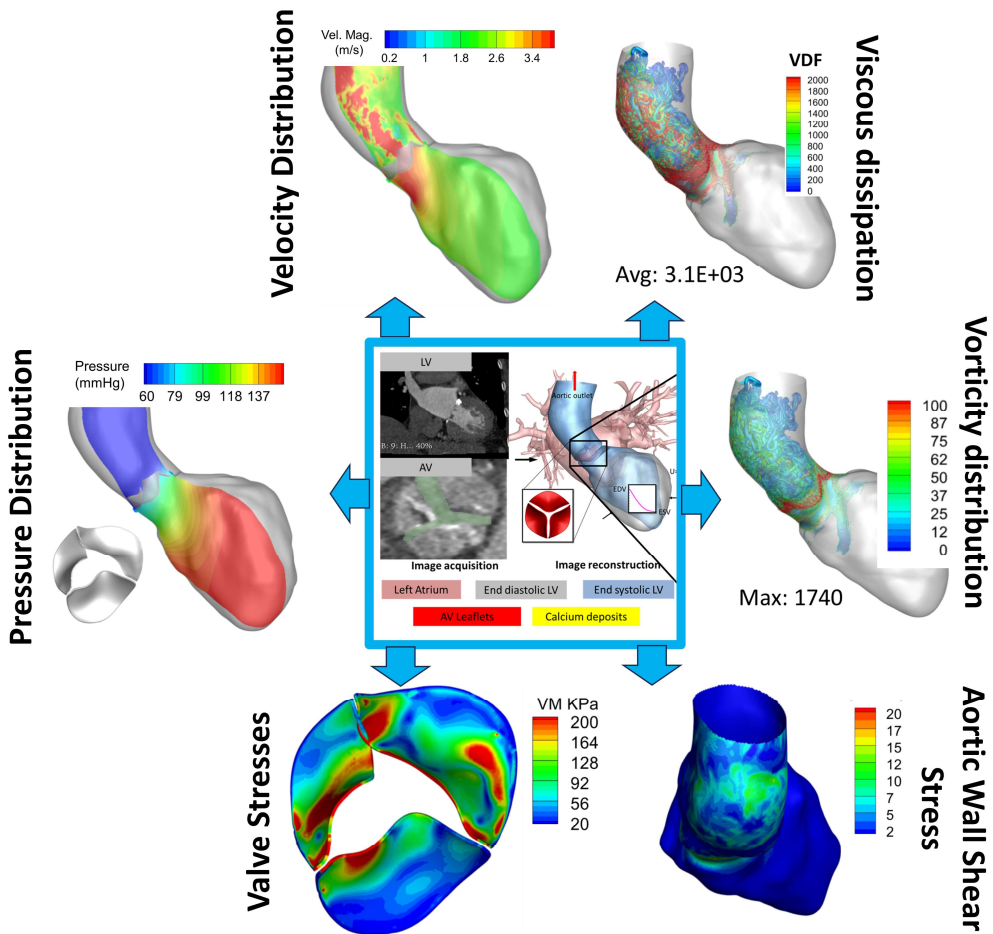 Velocity Distribution
Vel. Mag.
(m/s)
0.2 1 1.8 2.6 3.4
Viscous dissipation
VDF
2000
1800
1600
1400
1200
1000
800
600
400
200
0
Avg: 3.1E+03
Pressure Distribution
Pressure
(mmHg)
60 79 99 118 137
LV
B: 9: H... 40%
AV
Aortic outlet
EDV
ESV
U=
Image acquisition
Image reconstruction
Left Atrium
End diastolic LV
End systolic LV
AV Leaflets
Calcium deposits
Vorticity distribution
100
87
75
62
50
37
25
12
0
Max: 1740
Valve Stresses
VM KPa
200
164
128
92
56
20
Aortic Wall Shear
Stress
20
17
15
12
10
7
5
2